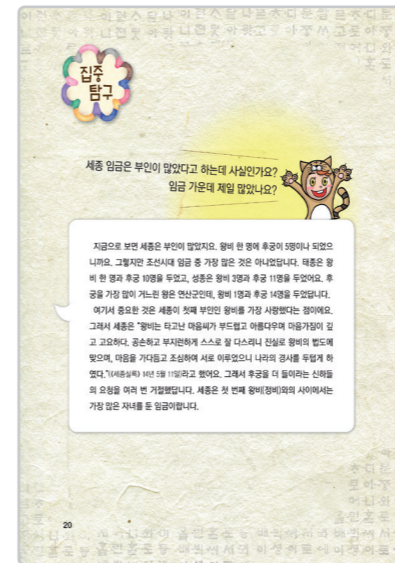 집중
탐구
세종 임금은 부인이 많았다고 하는데 사실인가요?
임금 가운데 제일 많았나요?
지금으로 보면 세종은 부인이 많았지요. 왕비 한 명에 후궁이 5명이나 되었으
니까요. 그렇지만 조선시대 임금 중 가장 많은 것은 아니었답니다. 태종은 왕
비 한 명과 후궁 10명을 두었고, 성종은 왕비 3명과 후궁 11명을 두었어요. 후
궁을 가장 많이 거느린 왕은 연산군인데, 왕비 1명과 후궁 14명을 두었답니다.
여기서 중요한 것은 세종이 첫째 부인인 왕비를 가장 사랑했다는 점이에요.
그래서 세종은 "왕비는 타고난 마음씨가 부드럽고 아름다우며 마음가짐이 깊
고 고요하다. 공손하고 부지런하게 스스로 잘 다스리니 진실로 왕비의 법도에
맞으며, 마음을 가다듬고 조심하여 서로 이루었으니 나라의 경사를 두텁게 하
였다."(《세종실록》 14년 5월 11일)라고 했어요. 그래서 후궁을 더 들이라는 신하들
의 요청을 여러 번 거절했답니다. 세종은 첫 번째 왕비(정비)와의 사이에서는
가장 많은 자녀를 둔 임금이랍니다.
20